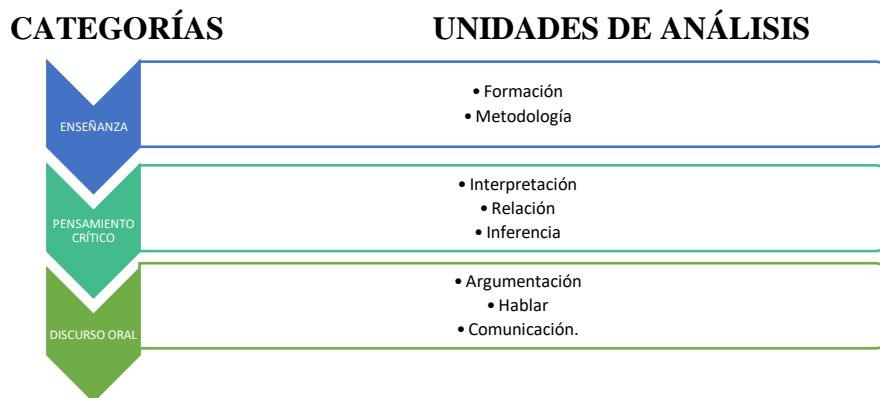 CATEGORÍAS
UNIDADES DE ANÁLISIS
ENSEÑANZA
• Formación
• Metodología
PENSAMIENTO
CRÍTICO
• Interpretación
• Relación
• Inferencia
DISCURSO ORAL
• Argumentación
• Hablar
• Comunicación.